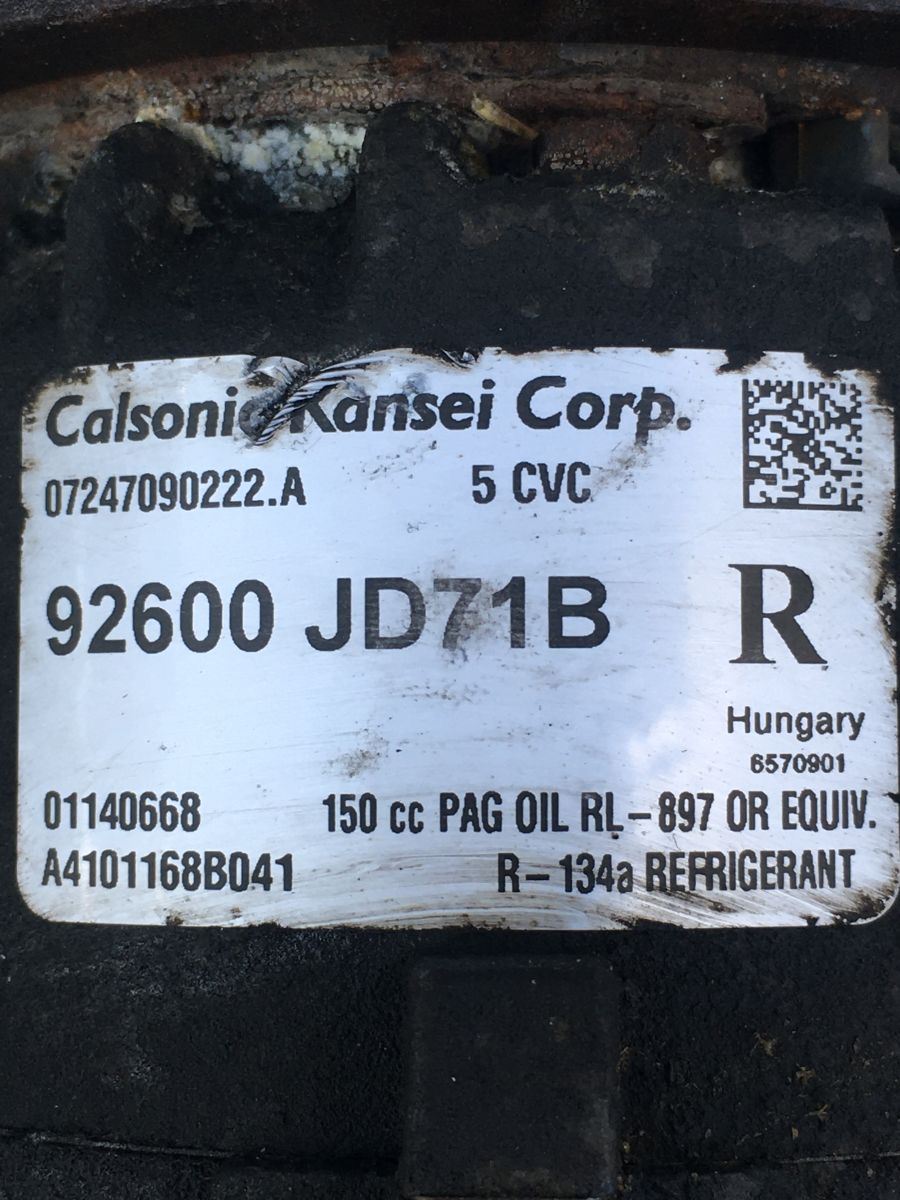 Calsonic Kansei Corp.
07247090222.A 5 CVC
92600 JD71B R
Hungary
6570901
01140668 150 cc PAG OIL RL-897 OR EQUIV.
A4101168B041 R-134a REFRIGERANT